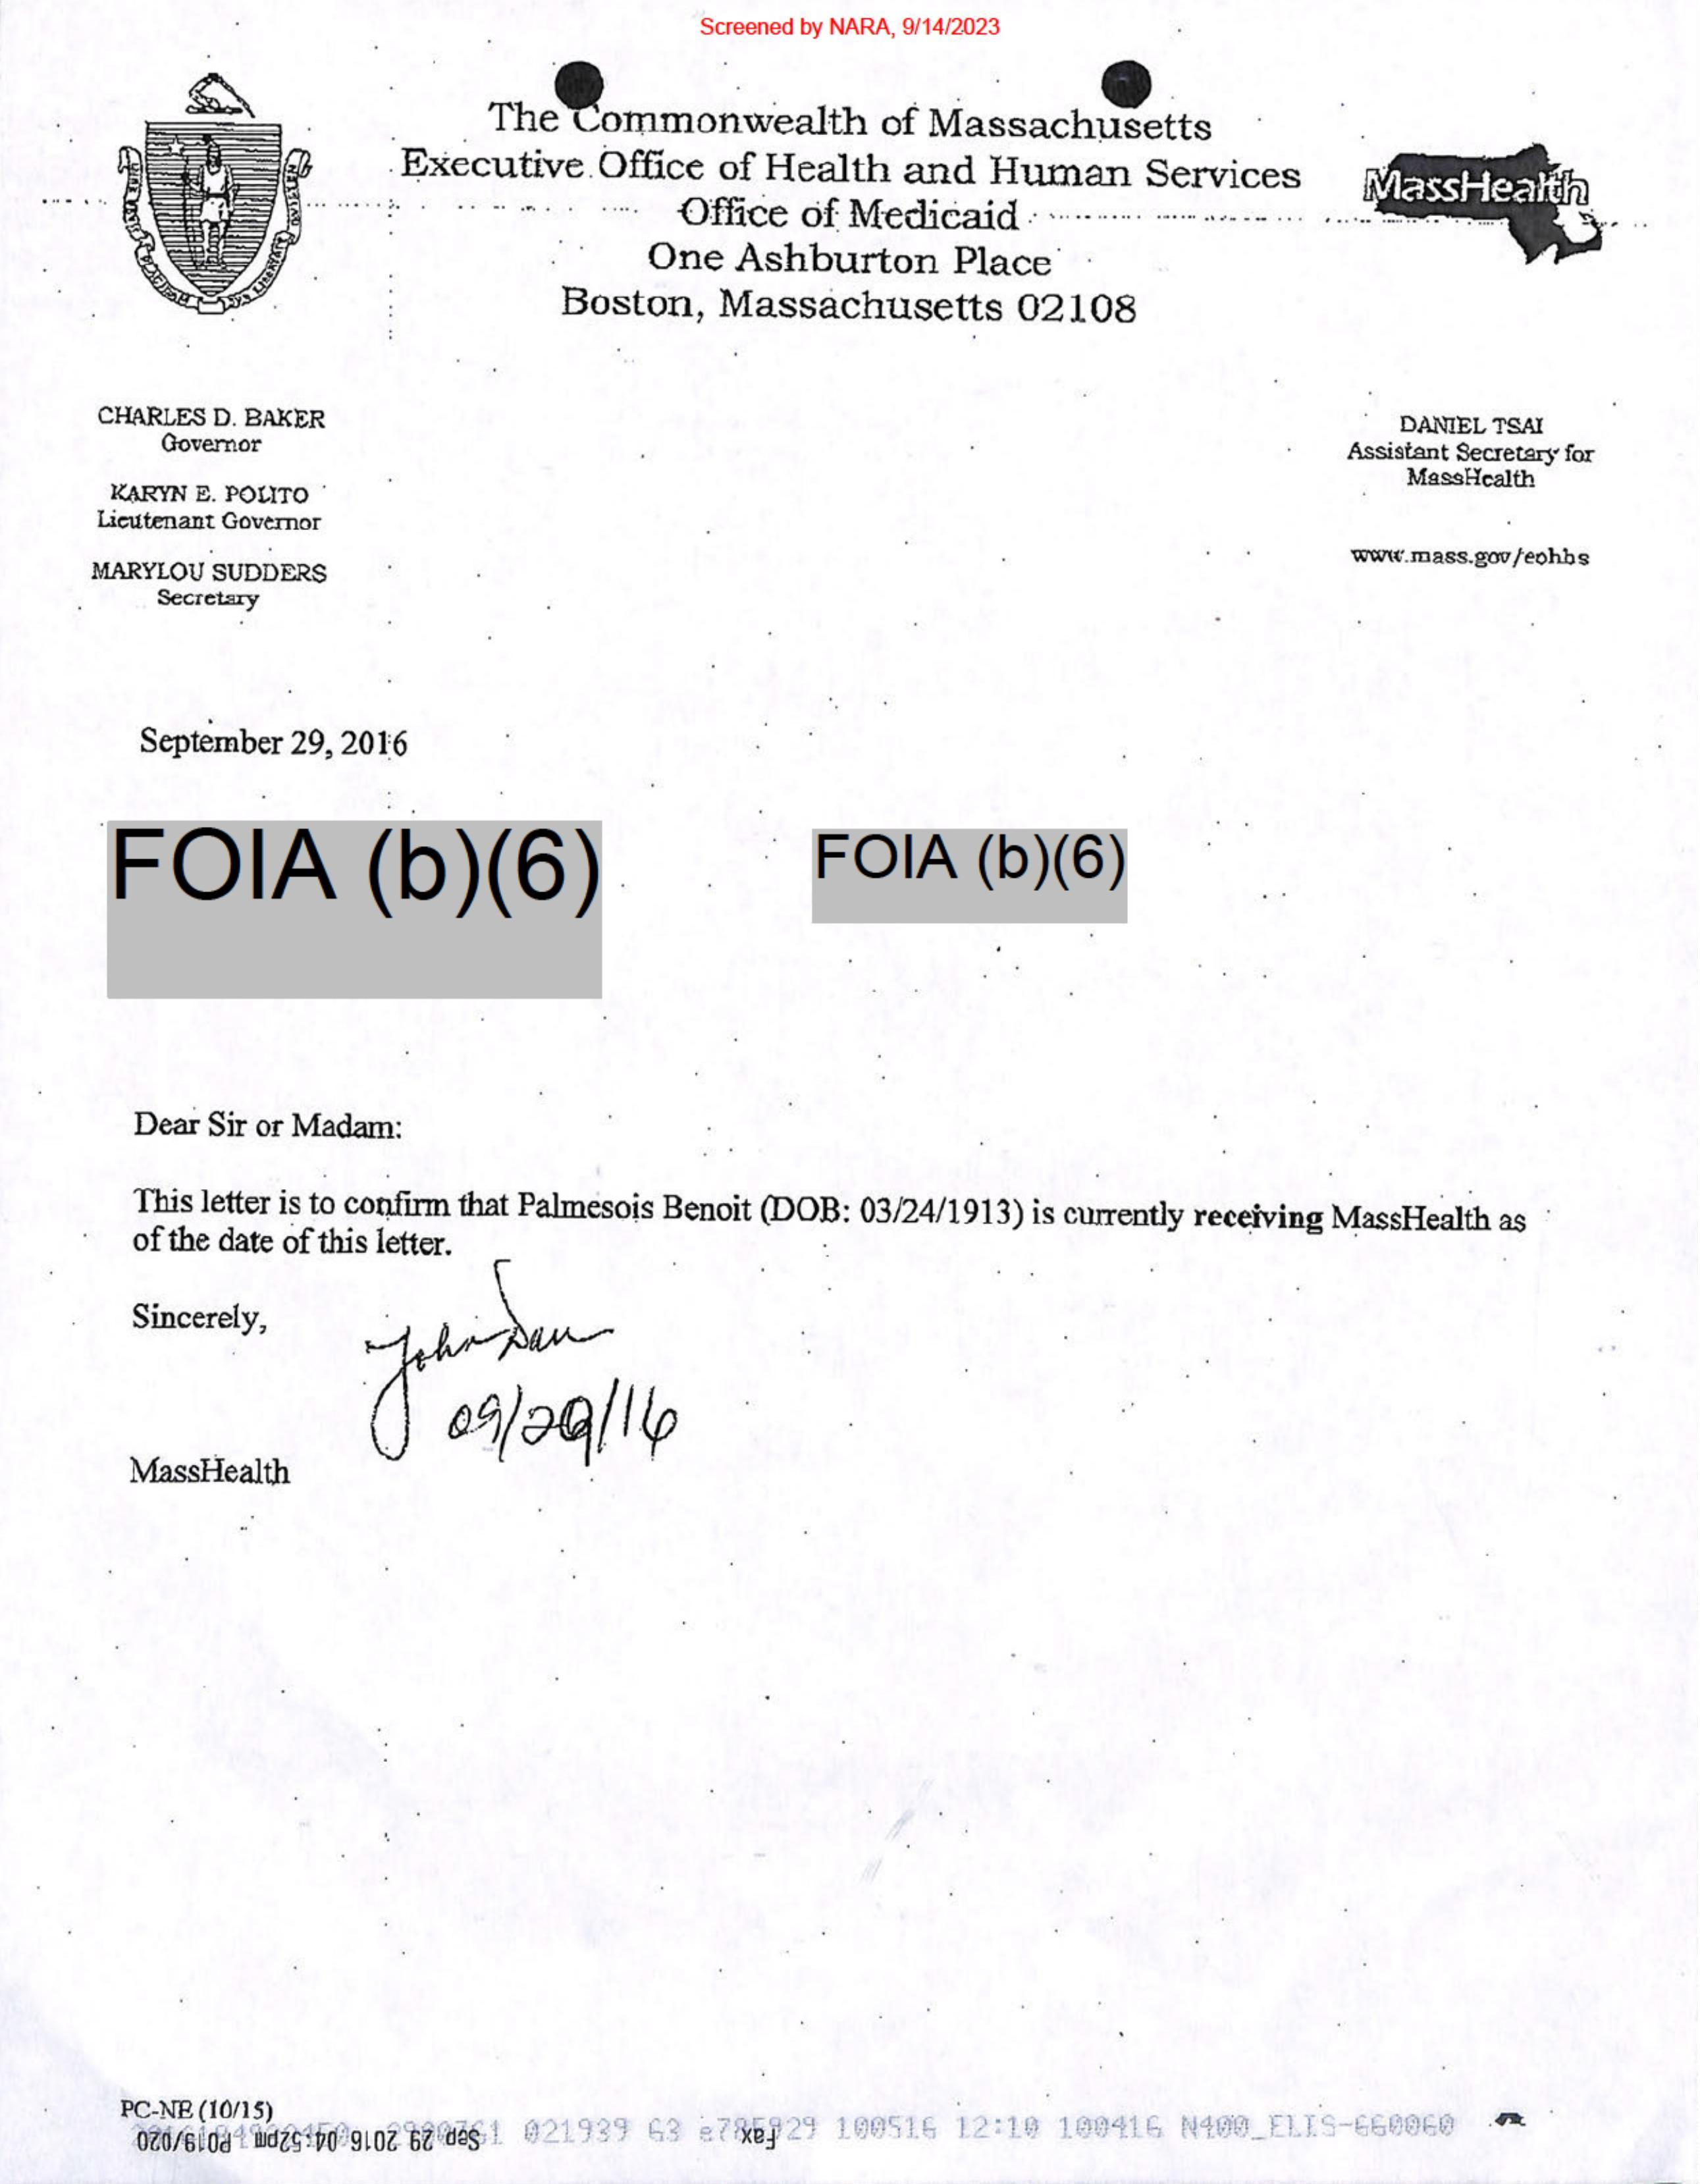 Screened by NARA, 9/14/2023
The Commonwealth of Massachusetts
Executive Office of Health and Human Services
Office of Medicaid
One Ashburton Place
Boston, Massachusetts 02108
MassHealth
CHARLES D. BAKER
Governor
KARYN E. POLITO
Lieutenant Governor
MARYLOU SUDDERS
Secretary
DANIEL TSAI
Assistant Secretary for
MassHealth
www.mass.gov/eohhs
September 29, 2016
FOIA (b)(6)
FOIA (b)(6)
Dear Sir or Madam:
This letter is to confirm that Palmesois Benoit (DOB: 03/24/1913) is currently receiving MassHealth as
of the date of this letter.
Sincerely,
John
09/29/16
MassHealth
PC-NE (10/15)
021939 63 100516 12:10 100416 N400_ELIS-660060
Fax
Sep 29 2016 04:52pm P019/020